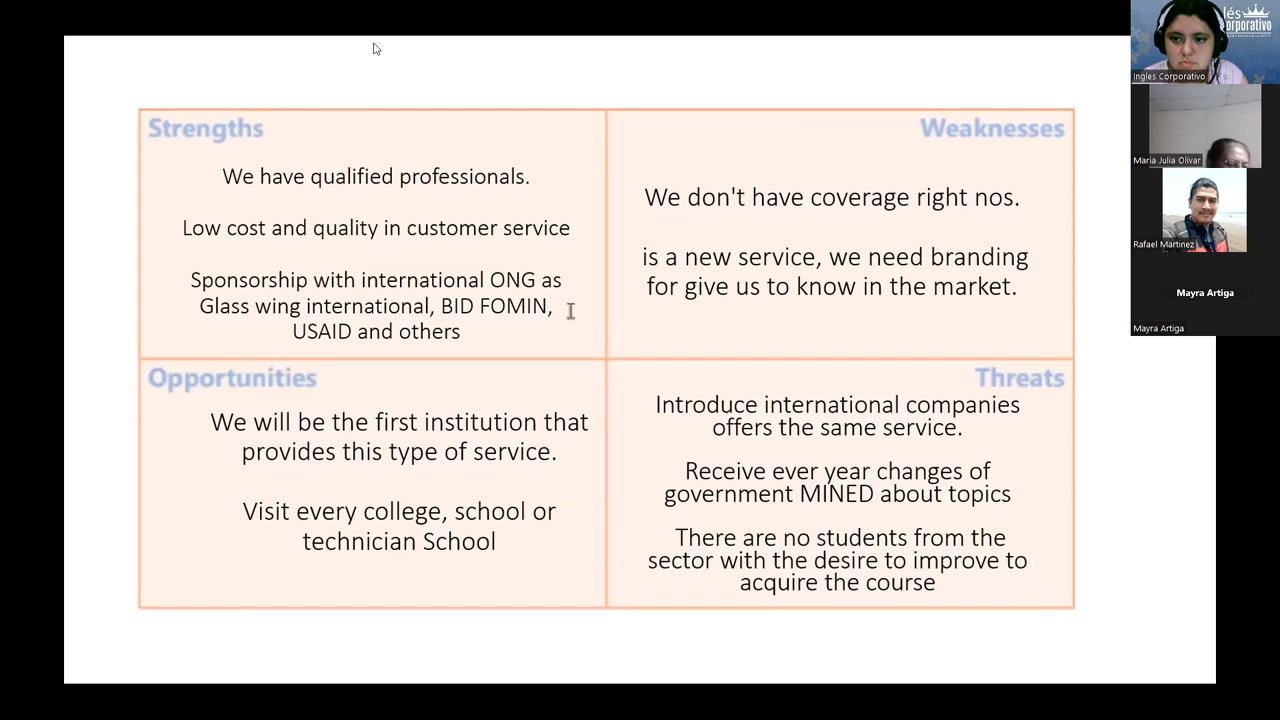 Strengths
We have qualified professionals.
Low cost and quality in customer service
Sponsorship with international ONG as
Glass wing international, BID FOMIN,
USAID and others
Weaknesses
We don't have coverage right nos.
is a new service, we need branding
for give us to know in the market.
Opportunities
We will be the first institution that
provides this type of service.
Visit every college, school or
technician School
Threats
Introduce international companies
offers the same service.
Receive ever year changes of
government MINED about topics
There are no students from the
sector with the desire to improve to
acquire the course
lés
orporativo
Ingles Corporativo
Maria Julia Olivar
Rafael Martinez
Mayra Artiga
Mayra Artiga